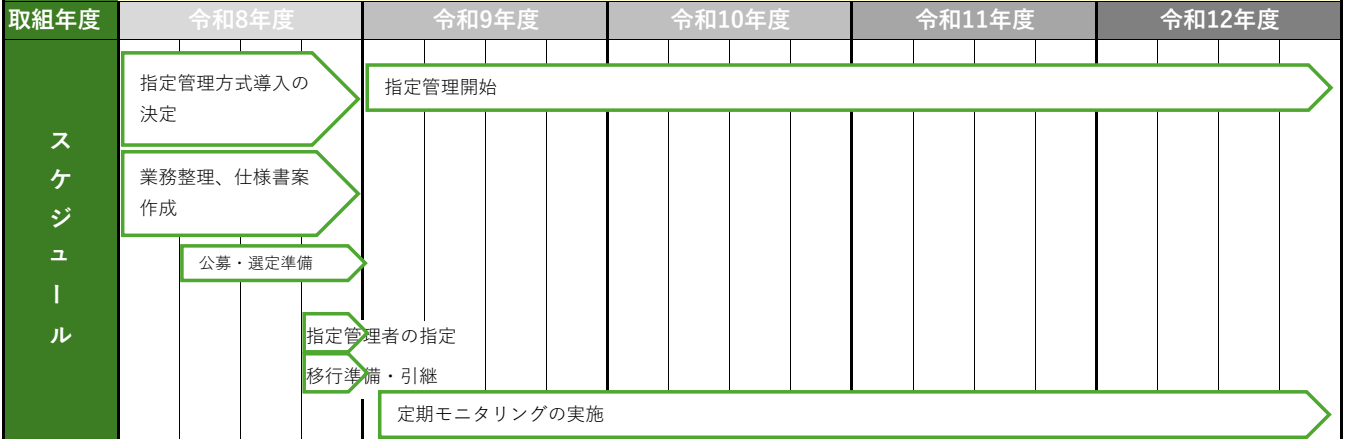 取組年度 令和8年度 令和9年度 令和10年度 令和11年度 令和12年度
スケジュール
指定管理方式導入の
決定
指定管理開始
業務整理、仕様書案
作成
公募・選定準備
指定管理者の指定
移行準備・引継
定期モニタリングの実施